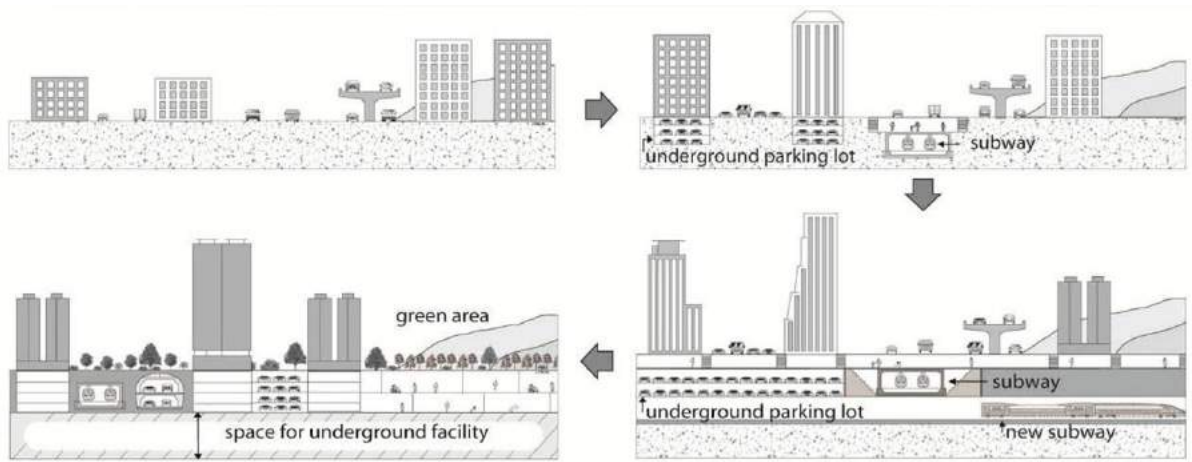 underground parking lot
subway
green area
space for underground facility
subway
underground parking lot
new subway